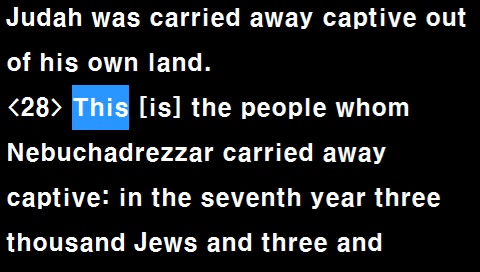 Judah was carried away captive out
of his own land.
<28> This [is] the people whom
Nebuchadrezzar carried away
captive: in the seventh year three
thousand Jews and three and